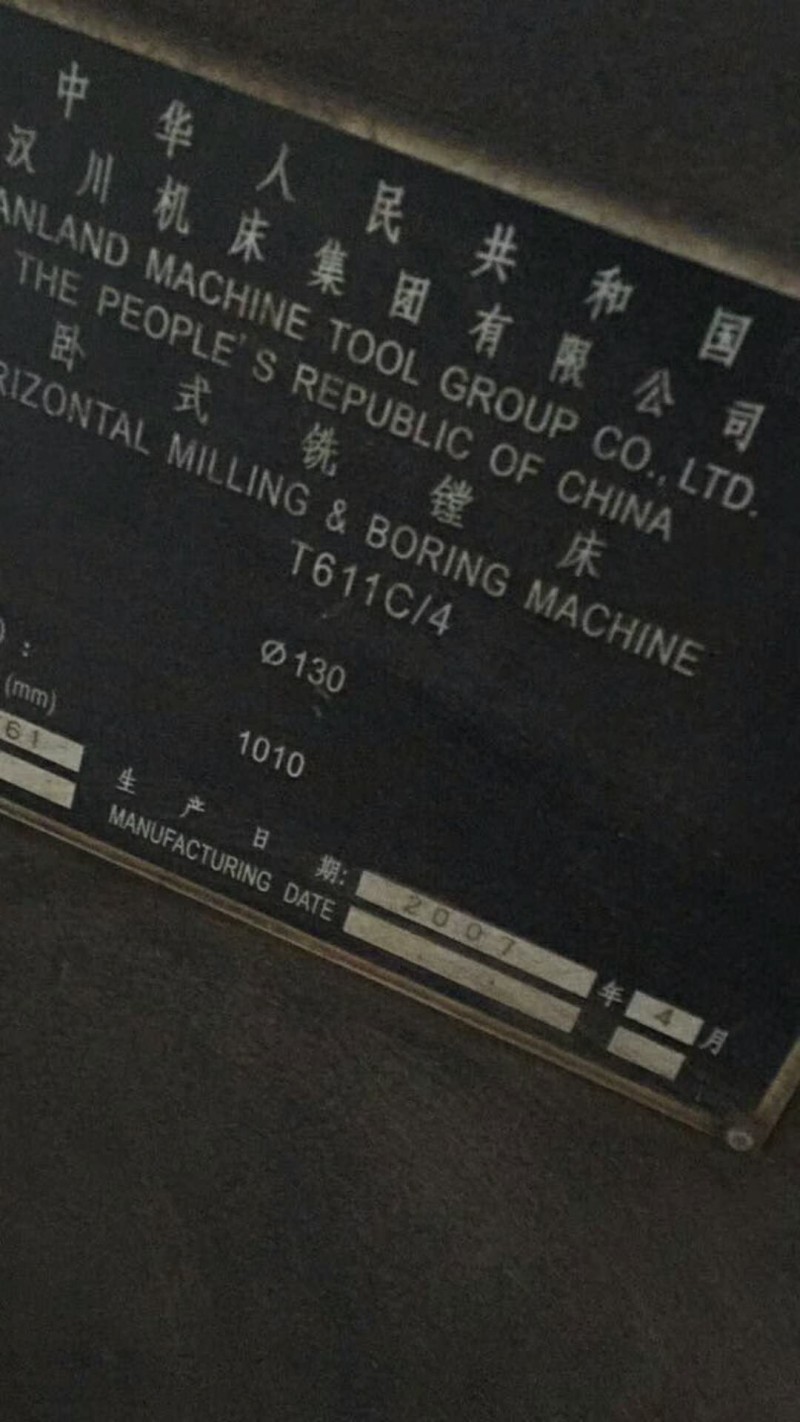 中华人民共和国
汉川机床集团有限公司
ANLAND MACHINE TOOL GROUP CO., LTD.
THE PEOPLE'S REPUBLIC OF CHINA
卧式铣镗床
RIZONTAL MILLING & BORING MACHINE
T611C/4
) : Ø130
(mm) 1010
61
生产日期: 2007 年 4 月
MANUFACTURING DATE